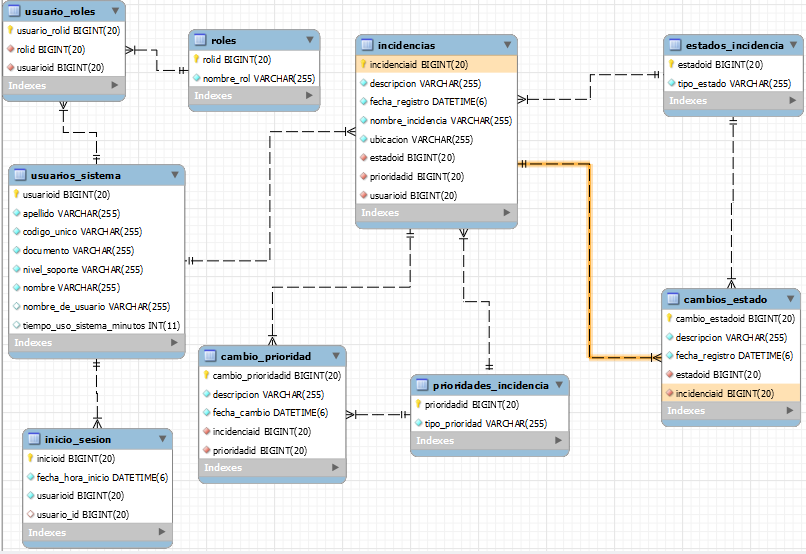 usuario_roles
usuario_rolid BIGINT(20)
rolid BIGINT(20)
usuarioid BIGINT(20)
Indexes
roles
rolid BIGINT(20)
nombre_rol VARCHAR(255)
Indexes
incidencias
incidenciaid BIGINT(20)
descripcion VARCHAR(255)
fecha_registro DATETIME(6)
nombre_incidencia VARCHAR(255)
ubicacion VARCHAR(255)
estadoid BIGINT(20)
prioridadid BIGINT(20)
usuarioid BIGINT(20)
Indexes
estados_incidencia
estadoid BIGINT(20)
tipo_estado VARCHAR(255)
Indexes
usuarios_sistema
usuarioid BIGINT(20)
apellido VARCHAR(255)
codigo_unico VARCHAR(255)
documento VARCHAR(255)
nivel_soporte VARCHAR(255)
nombre VARCHAR(255)
nombre_de_usuario VARCHAR(255)
tiempo_uso_sistema_minutos INT(11)
Indexes
cambios_estado
cambio_estadoid BIGINT(20)
descripcion VARCHAR(255)
fecha_registro DATETIME(6)
estadoid BIGINT(20)
incidenciaid BIGINT(20)
Indexes
cambio_prioridad
cambio_prioridadid BIGINT(20)
descripcion VARCHAR(255)
fecha_cambio DATETIME(6)
incidenciaid BIGINT(20)
prioridadid BIGINT(20)
Indexes
prioridades_incidencia
prioridadid BIGINT(20)
tipo_prioridad VARCHAR(255)
Indexes
inicio_sesion
inicioid BIGINT(20)
fecha_hora_inicio DATETIME(6)
usuarioid BIGINT(20)
usuario_id BIGINT(20)
Indexes